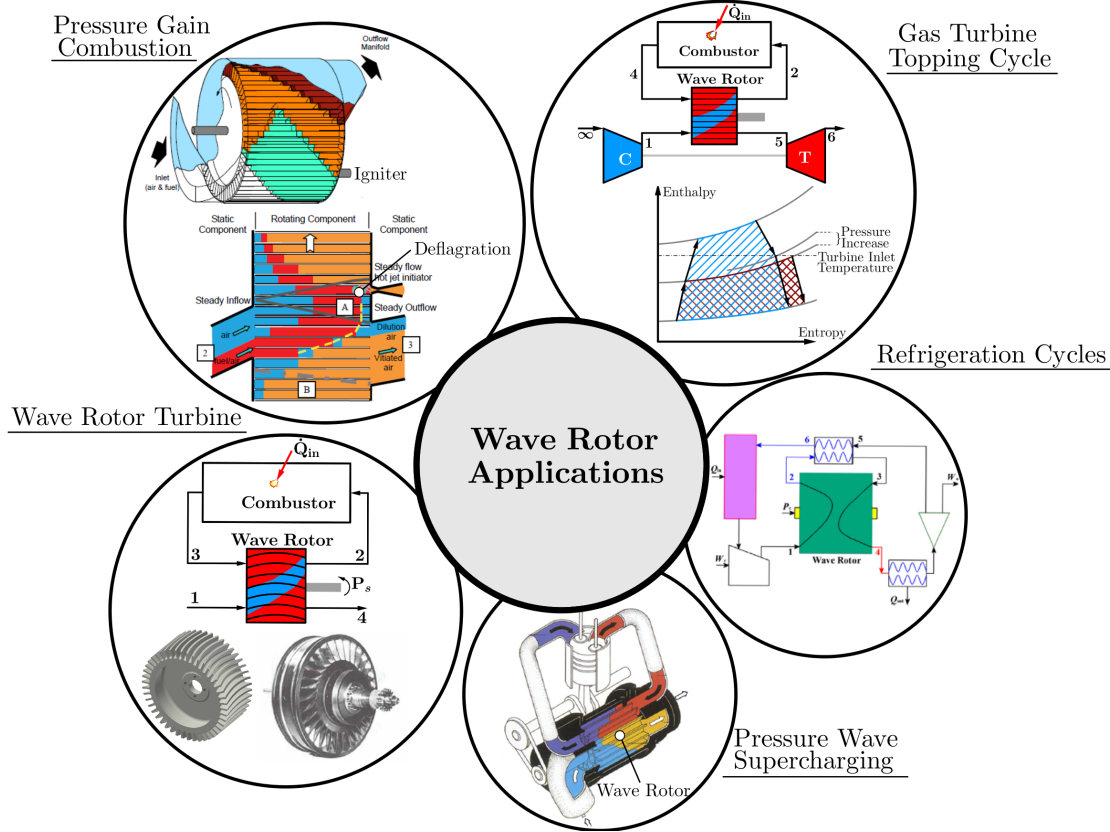 Pressure Gain
Combustion
Outflow
Manifold
Inlet
(air & fuel)
Igniter
Static
Component
Rotating Component
Static
Component
Deflagration
Steady flow
hot jet initiator
Steady Inflow
A
Steady Outflow
air
Dilution
air
2
fuel/air
3
Vitiated
air
B
Gas Turbine
Topping Cycle
Q̇in
Combustor
4
Wave Rotor
2
∞
1
5
6
C
T
Enthalpy
Pressure
Increase
Turbine Inlet
Temperature
Entropy
Wave Rotor
Applications
Refrigeration Cycles
6
5
2
3
1
Wave Rotor
4
Wave Rotor Turbine
Q̇in
Combustor
Wave Rotor
3
2
Ps
1
4
Pressure Wave
Supercharging
Wave Rotor